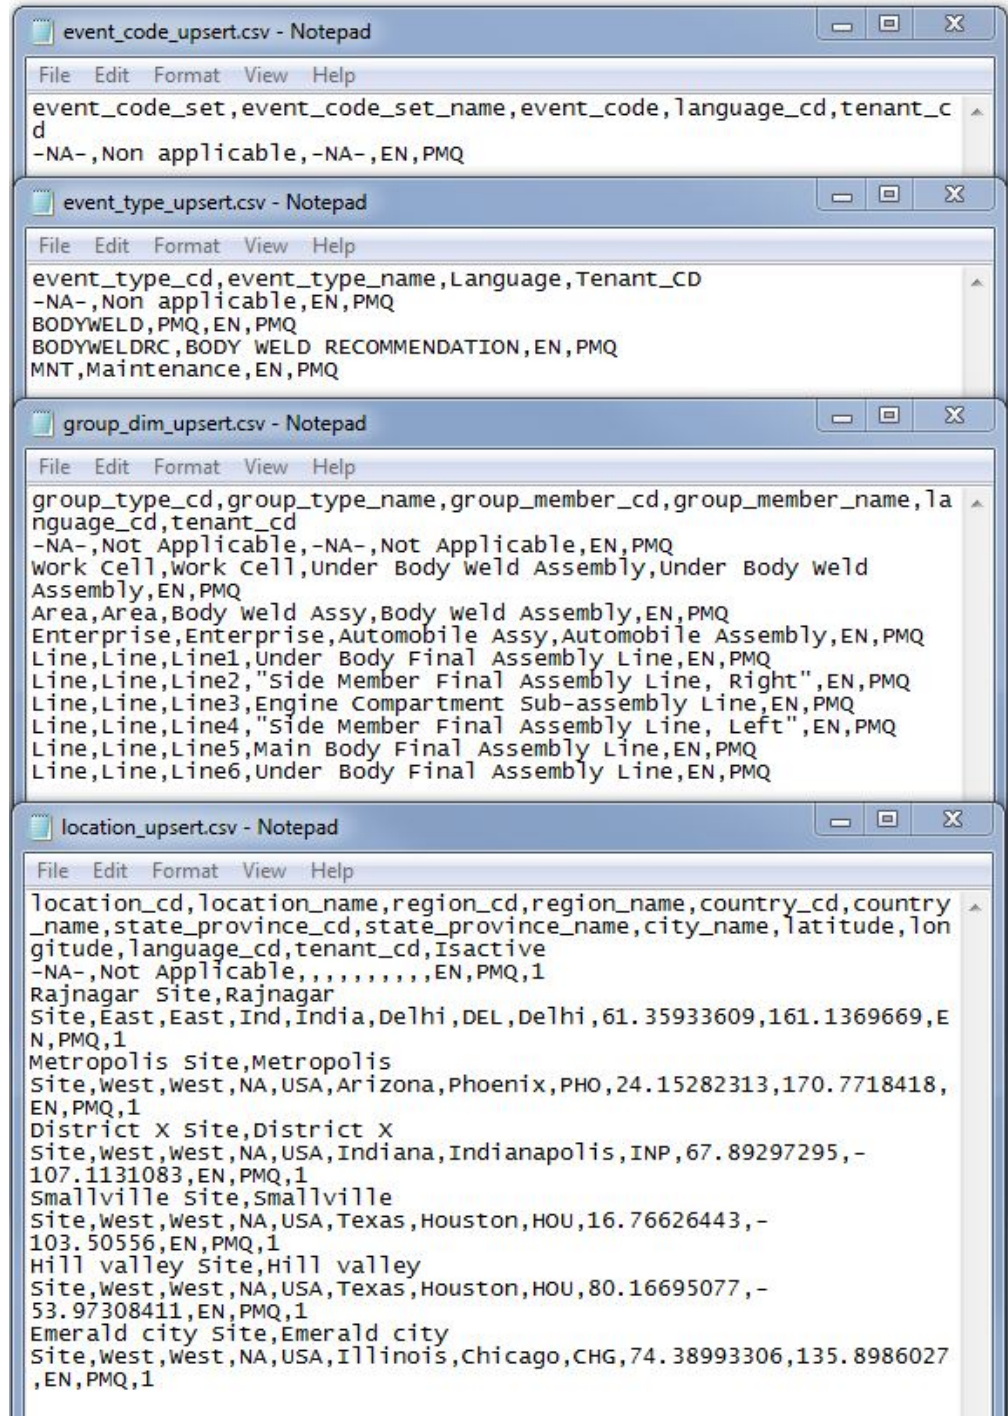 event_code_upsert.csv - Notepad
File Edit Format View Help
event_code_set,event_code_set_name,event_code,language_cd,tenant_c
d
-NA-,Non applicable,-NA-,EN,PMQ
event_type_upsert.csv - Notepad
File Edit Format View Help
event_type_cd,event_type_name,Language,Tenant_CD
-NA-,Non applicable,EN,PMQ
BODYWELD,PMQ,EN,PMQ
BODYWELDRC,BODY WELD RECOMMENDATION,EN,PMQ
MNT,Maintenance,EN,PMQ
group_dim_upsert.csv - Notepad
File Edit Format View Help
group_type_cd,group_type_name,group_member_cd,group_member_name,la
nguage_cd,tenant_cd
-NA-,Not Applicable,-NA-,Not Applicable,EN,PMQ
Work Cell,Work Cell,Under Body Weld Assembly,Under Body Weld
Assembly,EN,PMQ
Area,Area,Body Weld Assy,Body Weld Assembly,EN,PMQ
Enterprise,Enterprise,Automobile Assy,Automobile Assembly,EN,PMQ
Line,Line,Line1,Under Body Final Assembly Line,EN,PMQ
Line,Line,Line2,"Side Member Final Assembly Line, Right",EN,PMQ
Line,Line,Line3,Engine Compartment Sub-assembly Line,EN,PMQ
Line,Line,Line4,"Side Member Final Assembly Line, Left",EN,PMQ
Line,Line,Line5,Main Body Final Assembly Line,EN,PMQ
Line,Line,Line6,Under Body Final Assembly Line,EN,PMQ
location_upsert.csv - Notepad
File Edit Format View Help
location_cd,location_name,region_cd,region_name,country_cd,country
_name,state_province_cd,state_province_name,city_name,latitude,lon
gitude,language_cd,tenant_cd,Isactive
-NA-,Not Applicable,,,,,,,,,,EN,PMQ,1
Rajnagar Site,Rajnagar
Site,East,East,Ind,India,Delhi,DEL,Delhi,61.35933609,161.1369669,E
N,PMQ,1
Metropolis Site,Metropolis
Site,West,West,NA,USA,Arizona,Phoenix,PHO,24.15282313,170.7718418,
EN,PMQ,1
District X Site,District X
Site,West,West,NA,USA,Indiana,Indianapolis,INP,67.89297295,-
107.1131083,EN,PMQ,1
Smallville Site,Smallville
Site,West,West,NA,USA,Texas,Houston,HOU,16.76626443,-
103.50556,EN,PMQ,1
Hill valley Site,Hill valley
Site,West,West,NA,USA,Texas,Houston,HOU,80.16695077,-
53.97308411,EN,PMQ,1
Emerald city Site,Emerald city
Site,West,West,NA,USA,Illinois,Chicago,CHG,74.38993306,135.8986027
,EN,PMQ,1